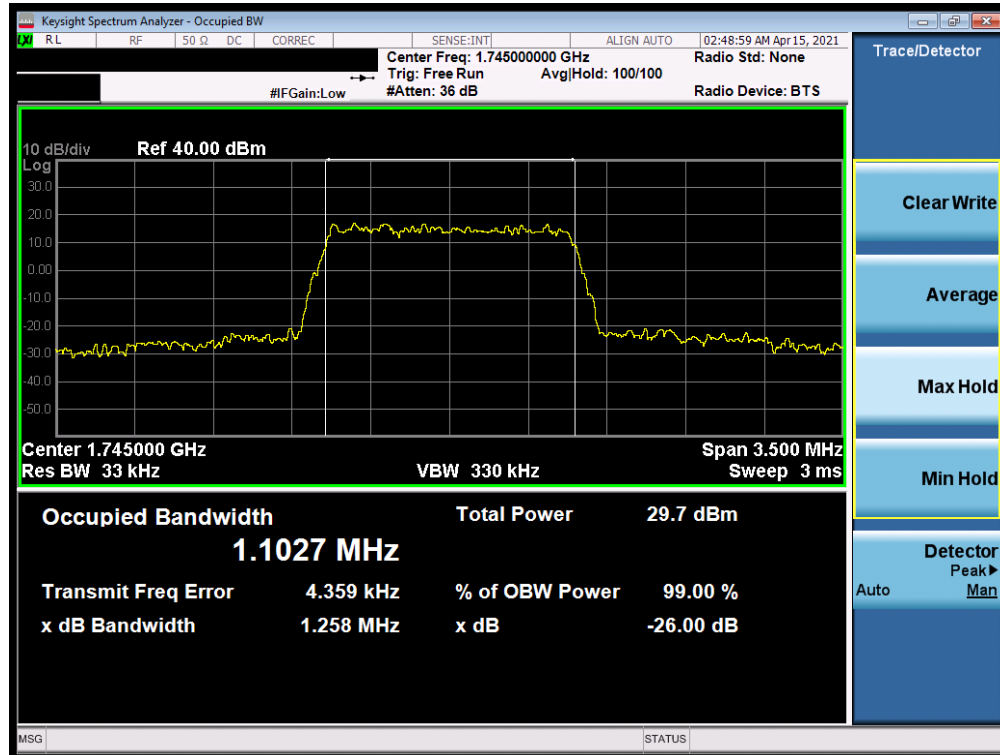 Keysight Spectrum Analyzer - Occupied BW
LXI RL RF 50 Ω DC CORREC SENSE:INT ALIGN AUTO 02:48:59 AM Apr 15, 2021
Center Freq: 1.745000000 GHz Radio Std: None
Trig: Free Run Avg|Hold: 100/100
#IFGain:Low #Atten: 36 dB Radio Device: BTS
Trace/Detector
10 dB/div Ref 40.00 dBm
Log
30.0
20.0
10.0
0.00
-10.0
-20.0
-30.0
-40.0
-50.0
Center 1.745000 GHz Span 3.500 MHz
Res BW 33 kHz VBW 330 kHz Sweep 3 ms
Occupied Bandwidth Total Power 29.7 dBm
1.1027 MHz
Transmit Freq Error 4.359 kHz % of OBW Power 99.00 %
x dB Bandwidth 1.258 MHz x dB -26.00 dB
Clear Write
Average
Max Hold
Min Hold
Detector
Peak▶
Auto Man
MSG STATUS